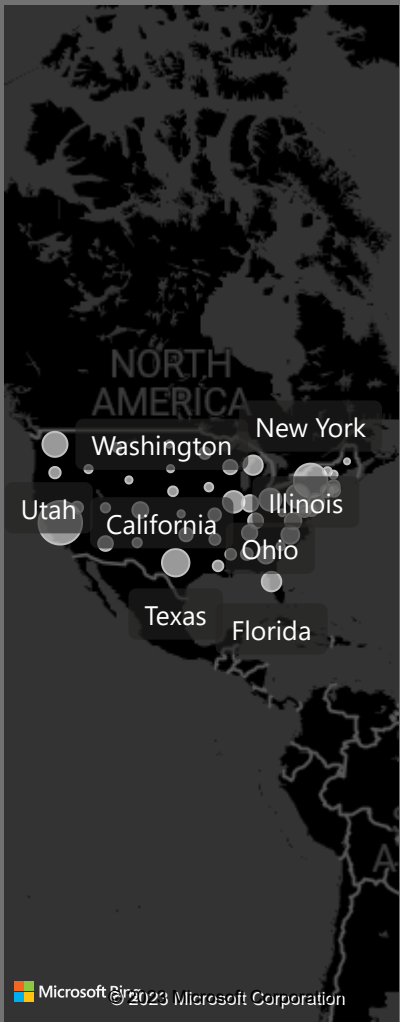 NORTH
AMERICA
New York
Washington
Illinois
Utah
California
Ohio
Texas
Florida
A
Microsoft Bing
© 2023 Microsoft Corporation